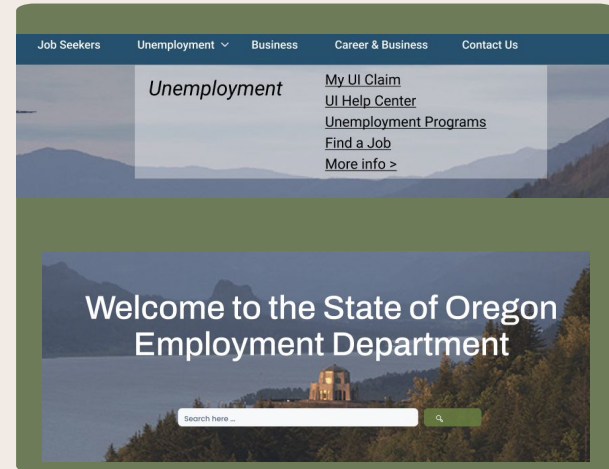 Job Seekers Unemployment Business Career & Business Contact Us
Unemployment
My UI Claim
UI Help Center
Unemployment Programs
Find a Job
More info >
Welcome to the State of Oregon
Employment Department
Search here ...